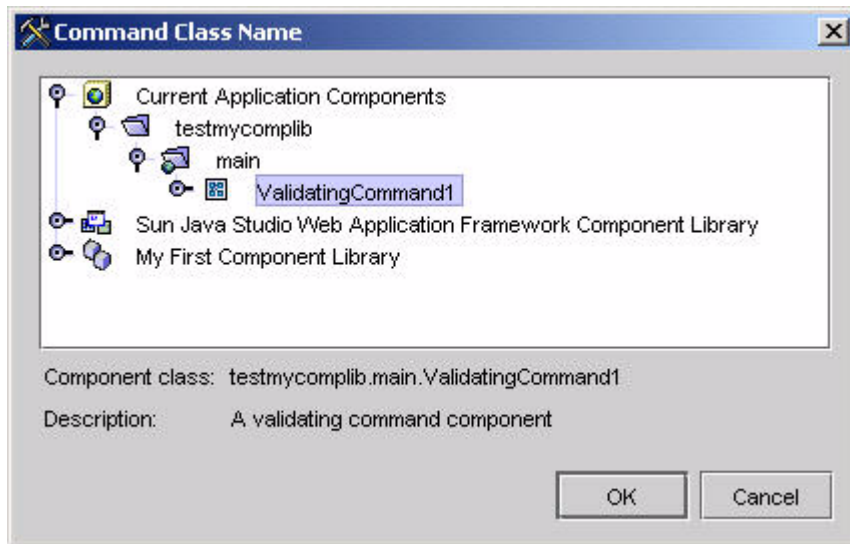 Command Class Name
Current Application Components
testmycomplib
main
ValidatingCommand1
Sun Java Studio Web Application Framework Component Library
My First Component Library
Component class: testmycomplib.main.ValidatingCommand1
Description: A validating command component
OK Cancel